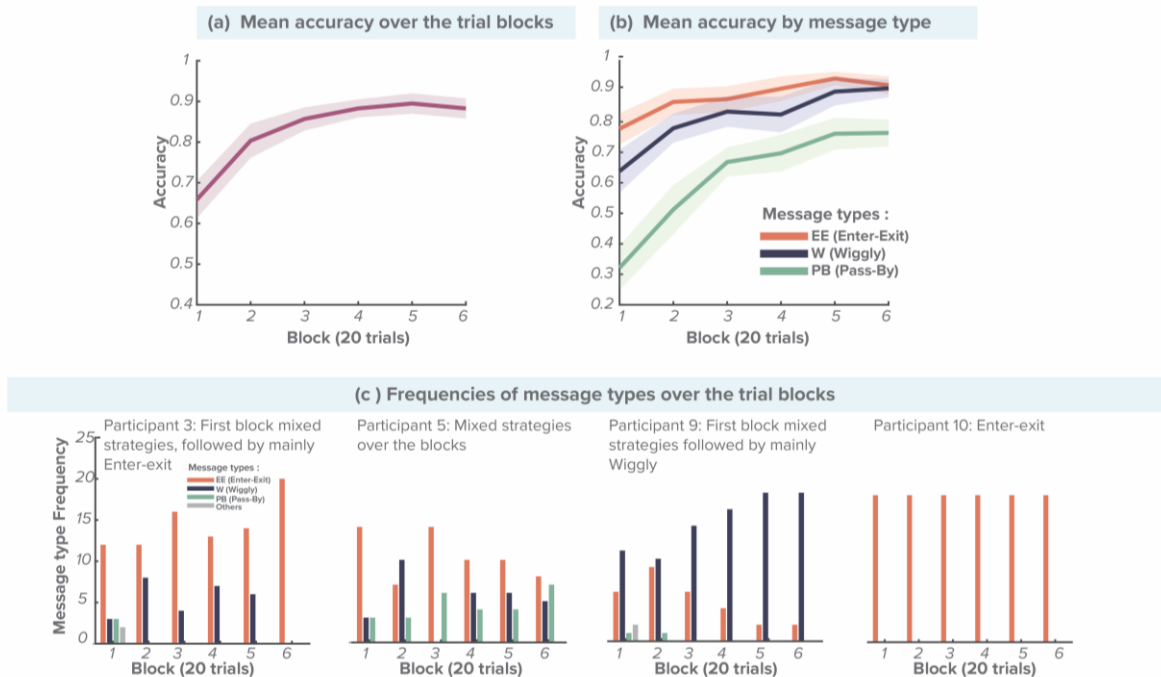 (a) Mean accuracy over the trial blocks
1
0.9
0.8
0.7
0.6
0.5
0.4
Accuracy
1 2 3 4 5 6
Block (20 trials)
(b) Mean accuracy by message type
1
0.9
0.8
0.7
0.6
0.5
0.4
0.3
0.2
Accuracy
Message types :
EE (Enter-Exit)
W (Wiggly)
PB (Pass-By)
1 2 3 4 5 6
Block (20 trials)
(c ) Frequencies of message types over the trial blocks
Participant 3: First block mixed
strategies, followed by mainly
Enter-exit
Message types :
EE (Enter-Exit)
W (Wiggly)
PB (Pass-By)
Others
25
20
15
10
5
0
Message type Frequency
1 2 3 4 5 6
Block (20 trials)
Participant 5: Mixed strategies
over the blocks
1 2 3 4 5 6
Block (20 trials)
Participant 9: First block mixed
strategies followed by mainly
Wiggly
1 2 3 4 5 6
Block (20 trials)
Participant 10: Enter-exit
1 2 3 4 5 6
Block (20 trials)